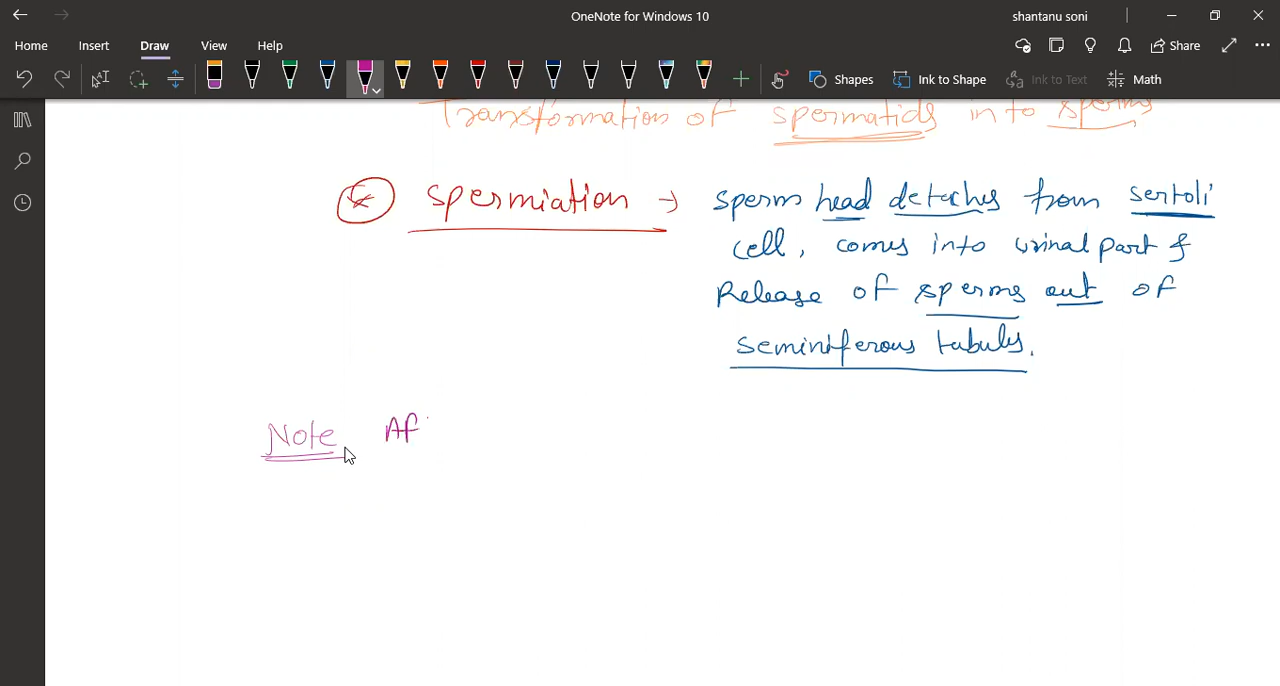 OneNote for Windows 10
shantanu soni
Home Insert Draw View Help
Share
Shapes Ink to Shape Ink to Text Math
Transformation of spermatids into sperms
spermiation → sperms head detaches from sertoli
cell, comes into urinal part &
Release of sperms out of
seminiferous tubules.
Note Af